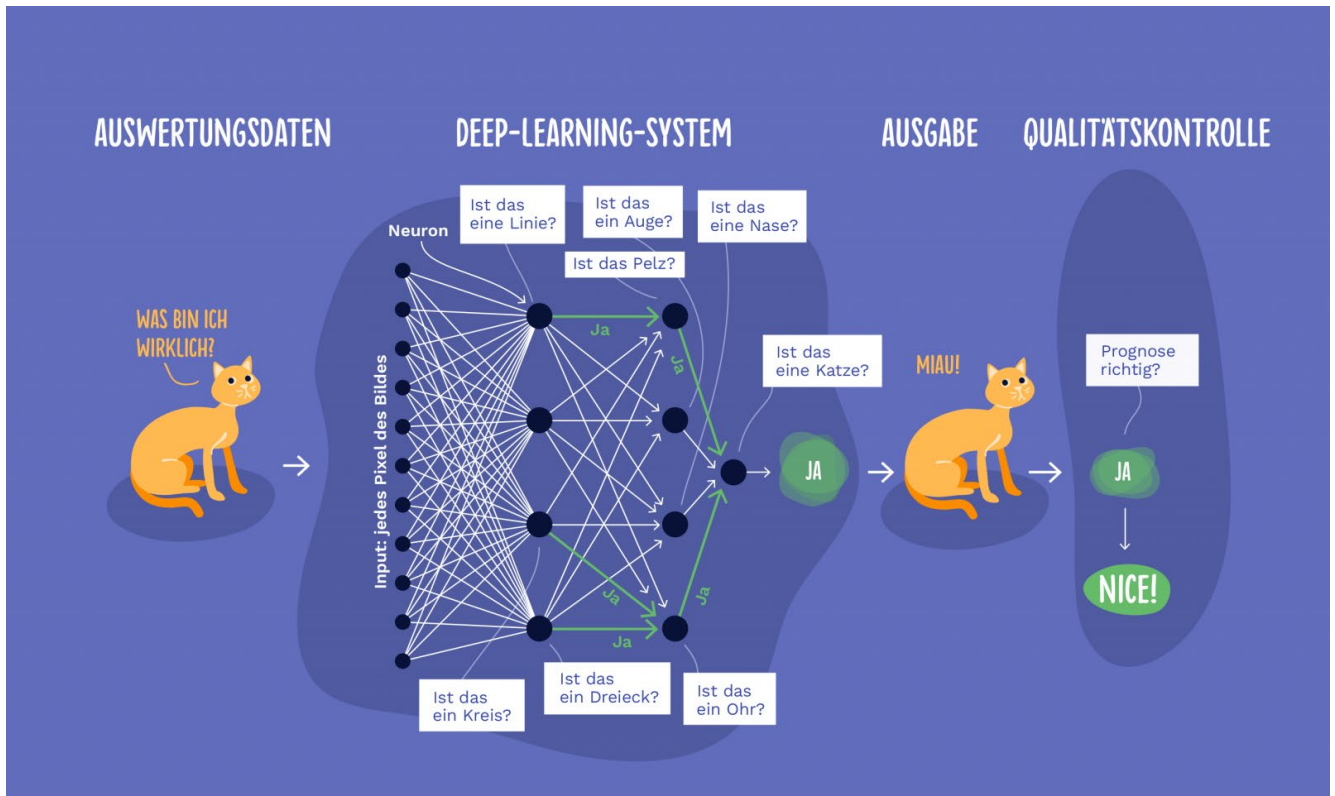 AUSWERTUNGSDATEN
DEEP-LEARNING-SYSTEM
AUSGABE
QUALITÄTSKONTROLLE
WAS BIN ICH
WIRKLICH?
Input: jedes Pixel des Bildes
Neuron
Ist das
eine Linie?
Ist das
ein Auge?
Ist das Pelz?
Ist das
eine Nase?
Ja
Ja
Ja
Ja
Ja
Ist das
ein Kreis?
Ist das
ein Dreieck?
Ist das
ein Ohr?
Ist das
eine Katze?
JA
MIAU!
Prognose
richtig?
JA
NICE!